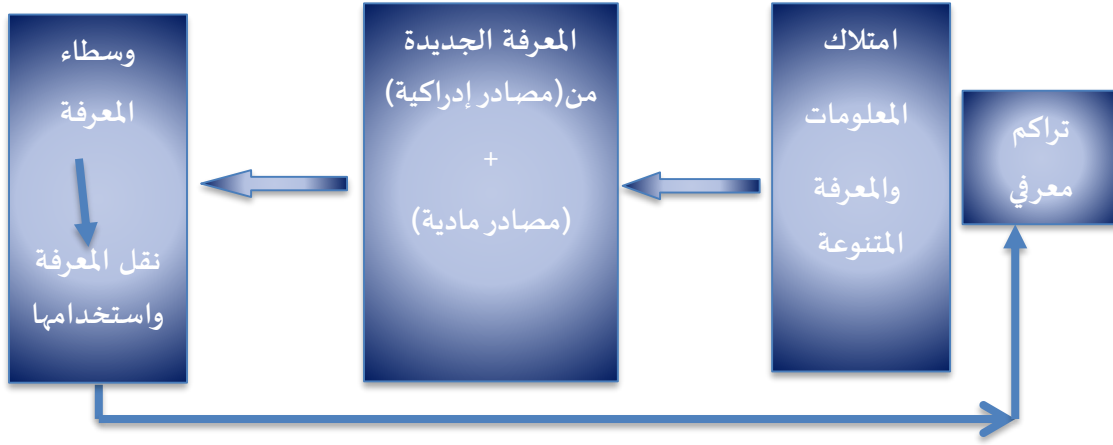 تراكم
معرفي
امتلاك
المعلومات
والمعرفة
المتنوعة
المعرفة الجديدة
من(مصادر إدراكية)
+
(مصادر مادية)
وسطاء
المعرفة
نقل المعرفة
واستخدامها